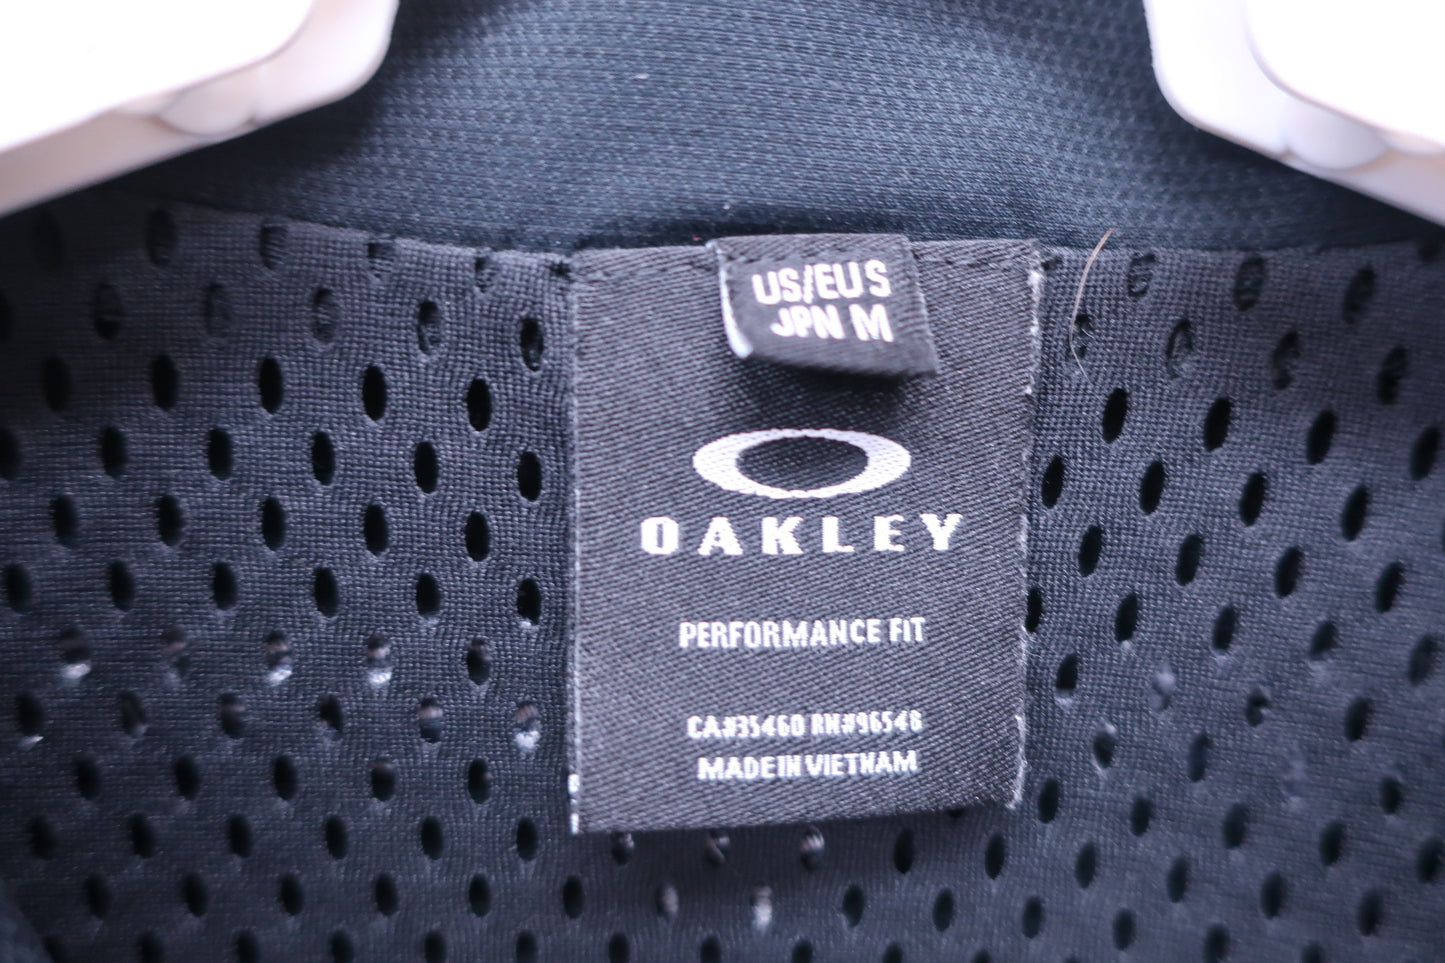 US/EU S
JPN M
OAKLEY
PERFORMANCE FIT
CA#35460 RN#96548
MADE IN VIETNAM